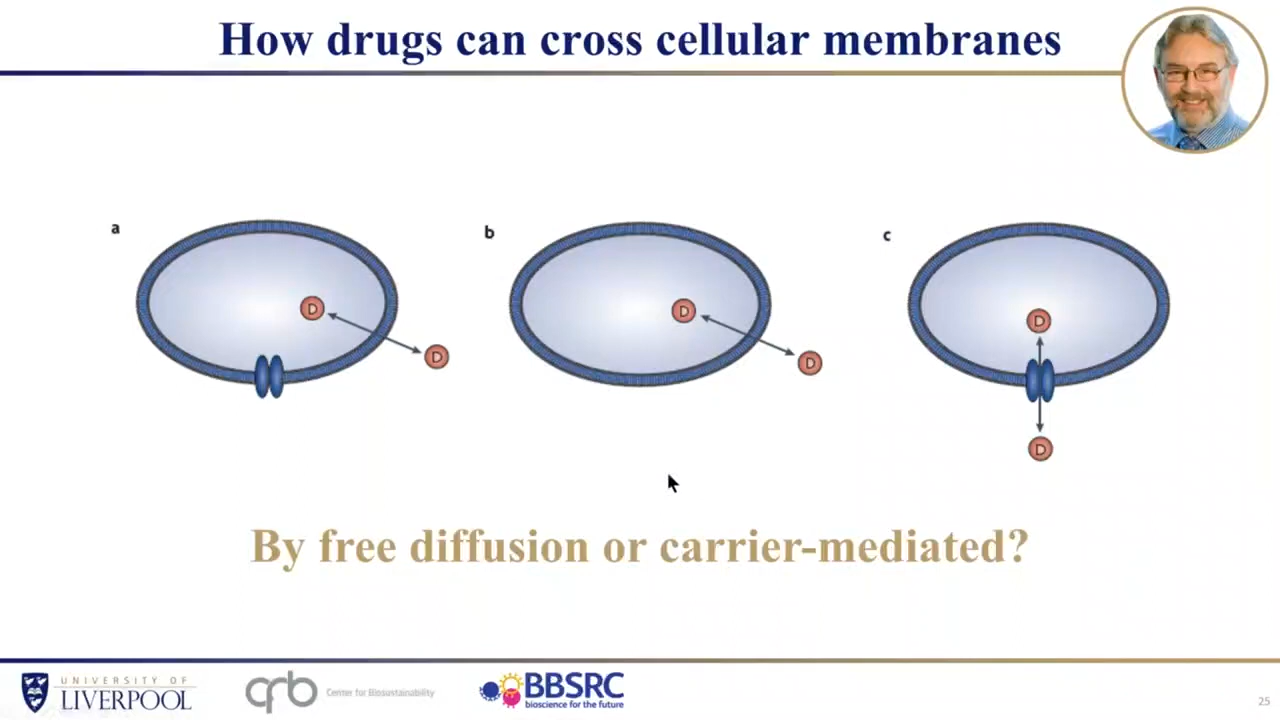 How drugs can cross cellular membranes
a
b
c
D
D
D
D
D
D
By free diffusion or carrier-mediated?
UNIVERSITY OF
LIVERPOOL
Center for Biosustainability
BBSRC
bioscience for the future
25